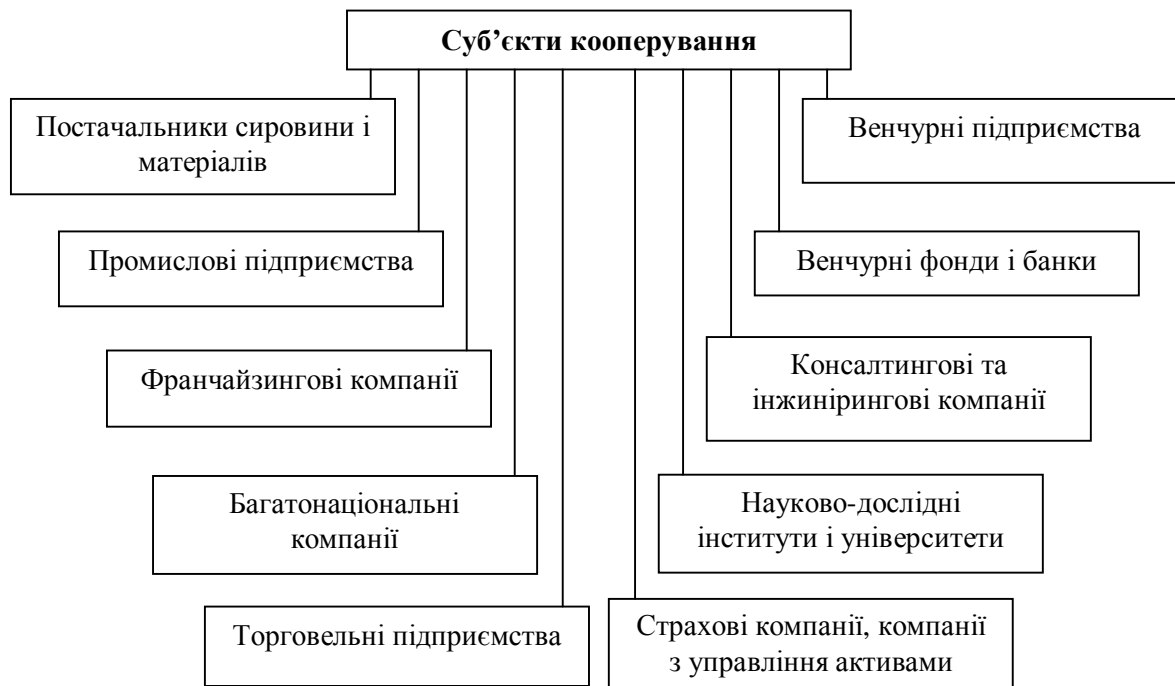 Суб’єкти кооперування
Постачальники сировини і
матеріалів
Венчурні підприємства
Промислові підприємства
Венчурні фонди і банки
Франчайзингові компанії
Консалтингові та
інжинірингові компанії
Багатонаціональні
компанії
Науково-дослідні
інститути і університети
Торговельні підприємства
Страхові компанії, компанії
з управління активами